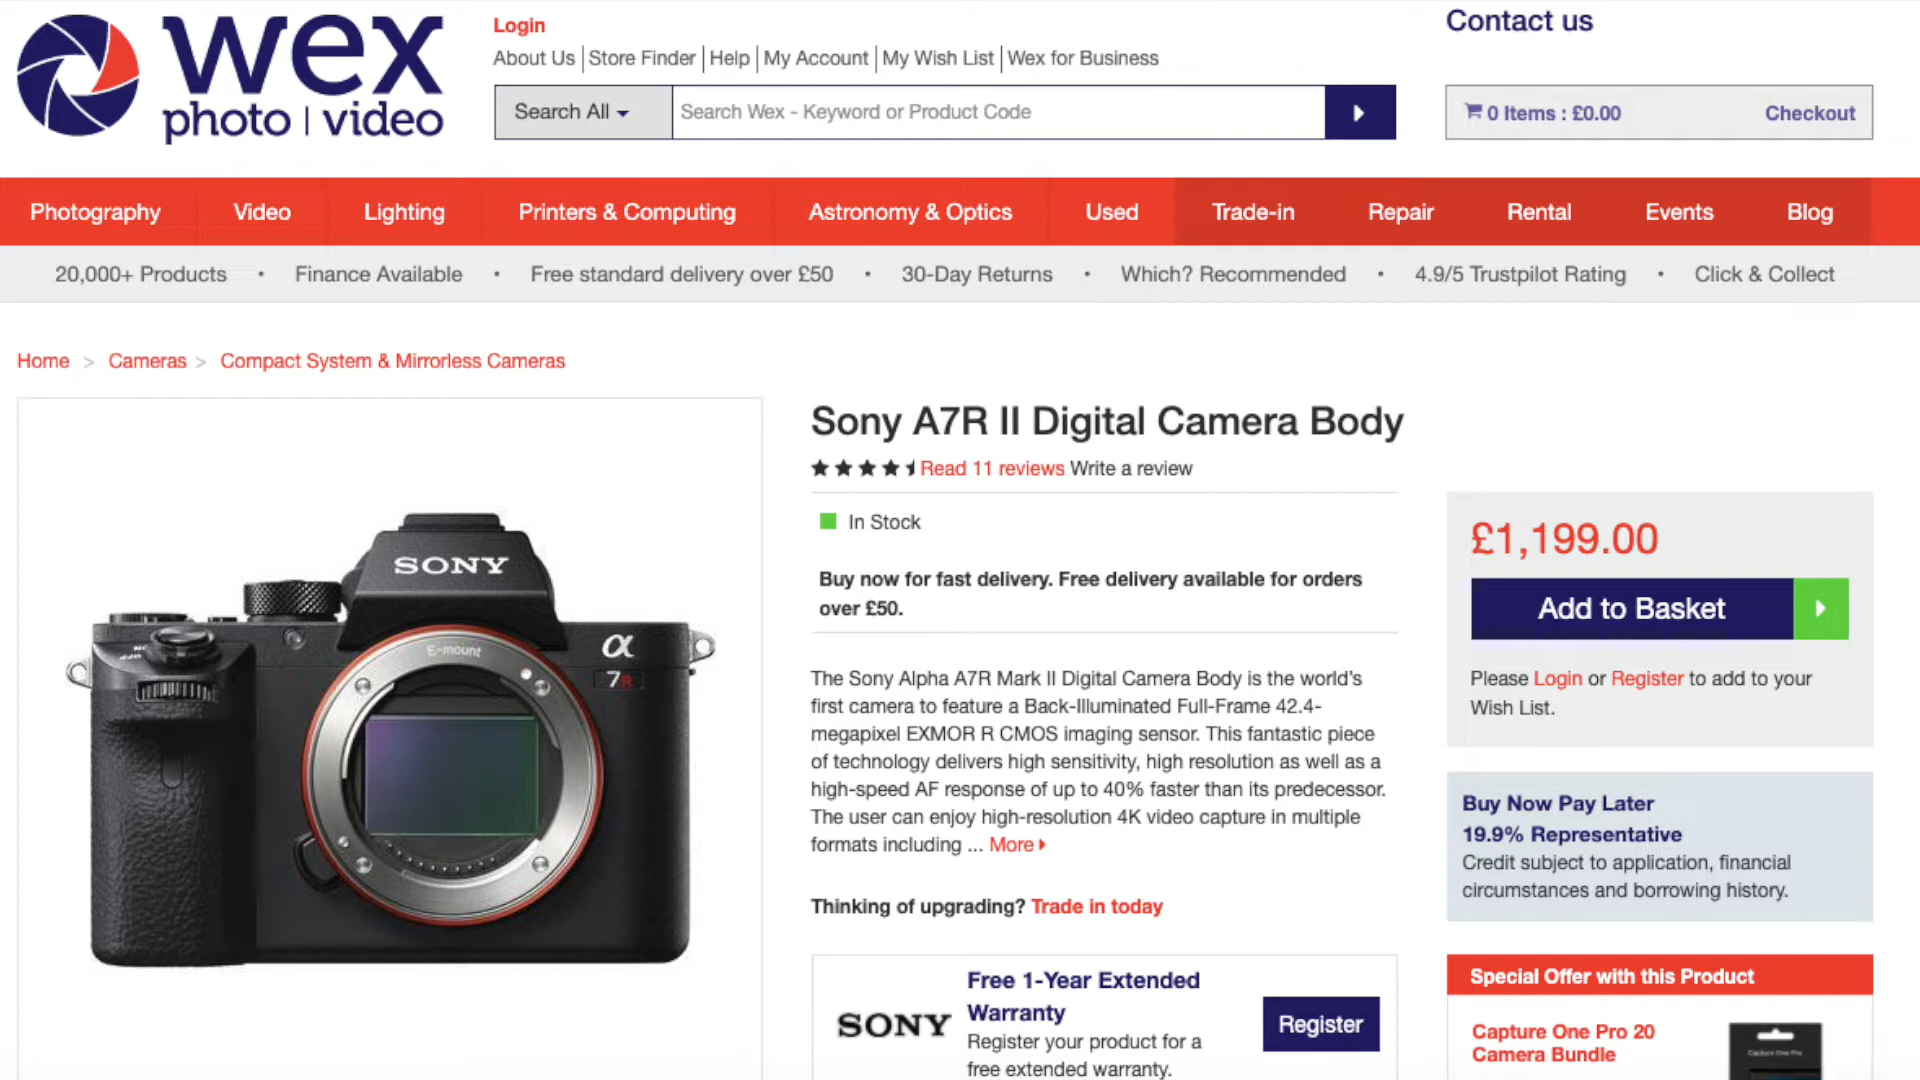 wex
photo | video
Login
About Us | Store Finder | Help | My Account | My Wish List | Wex for Business
Search All
Search Wex - Keyword or Product Code
Contact us
0 Items : £0.00
Checkout
Photography Video Lighting Printers & Computing Astronomy & Optics Used Trade-in Repair Rental Events Blog
20,000+ Products • Finance Available • Free standard delivery over £50 • 30-Day Returns • Which? Recommended • 4.9/5 Trustpilot Rating • Click & Collect
Home > Cameras > Compact System & Mirrorless Cameras
SONY
E-mount
α
7R
Sony A7R II Digital Camera Body
Read 11 reviews Write a review
In Stock
Buy now for fast delivery. Free delivery available for orders
over £50.
The Sony Alpha A7R Mark II Digital Camera Body is the world's
first camera to feature a Back-Illuminated Full-Frame 42.4-
megapixel EXMOR R CMOS imaging sensor. This fantastic piece
of technology delivers high sensitivity, high resolution as well as a
high-speed AF response of up to 40% faster than its predecessor.
The user can enjoy high-resolution 4K video capture in multiple
formats including ... More
Thinking of upgrading? Trade in today
SONY
Free 1-Year Extended
Warranty
Register your product for a
free extended warranty.
Register
£1,199.00
Add to Basket
Please Login or Register to add to your
Wish List.
Buy Now Pay Later
19.9% Representative
Credit subject to application, financial
circumstances and borrowing history.
Special Offer with this Product
Capture One Pro 20
Camera Bundle
Capture One Pro